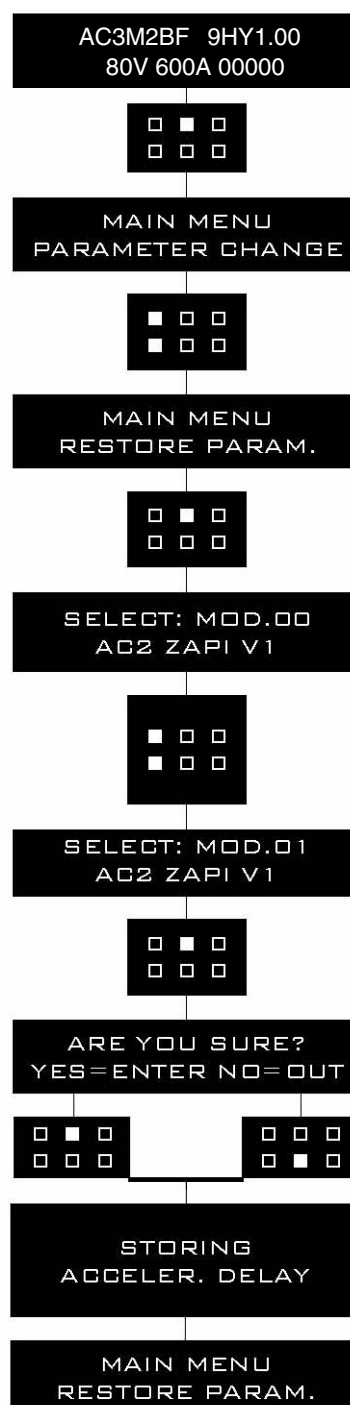 AC3M2BF 9HY1.00
80V 600A 00000
MAIN MENU
PARAMETER CHANGE
MAIN MENU
RESTORE PARAM.
SELECT: MOD.00
AC2 ZAPI V1
SELECT: MOD.01
AC2 ZAPI V1
ARE YOU SURE?
YES=ENTER NO=OUT
STORING
ACCELER. DELAY
MAIN MENU
RESTORE PARAM.